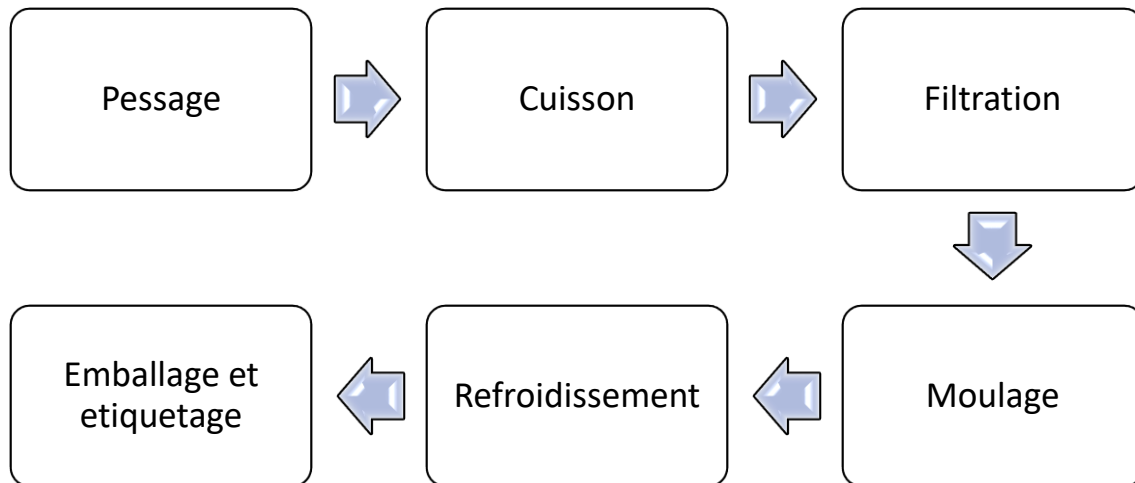 Pessage
Cuisson
Filtration
Moulage
Refroidissement
Emballage et
etiquetage